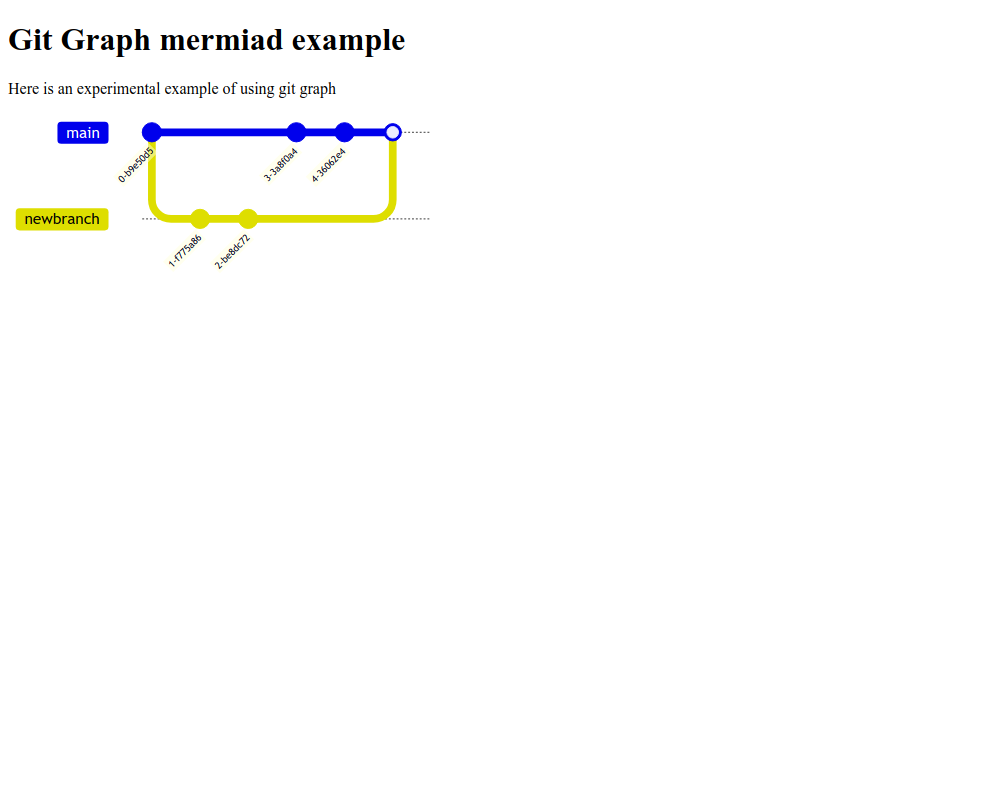 Git Graph mermiad example
Here is an experimental example of using git graph
main
0-b9e50d5
3-3a8f0a4
4-36062e4
newbranch
1-f775a86
2-be8dc72